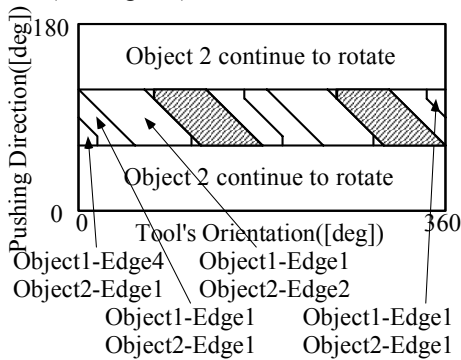 180
Pushing Direction([deg])
Object 2 continue to rotate
Object 2 continue to rotate
0
0
Tool's Orientation([deg])
360
Object1-Edge4
Object2-Edge1
Object1-Edge1
Object2-Edge2
Object1-Edge1
Object2-Edge1
Object1-Edge1
Object2-Edge1